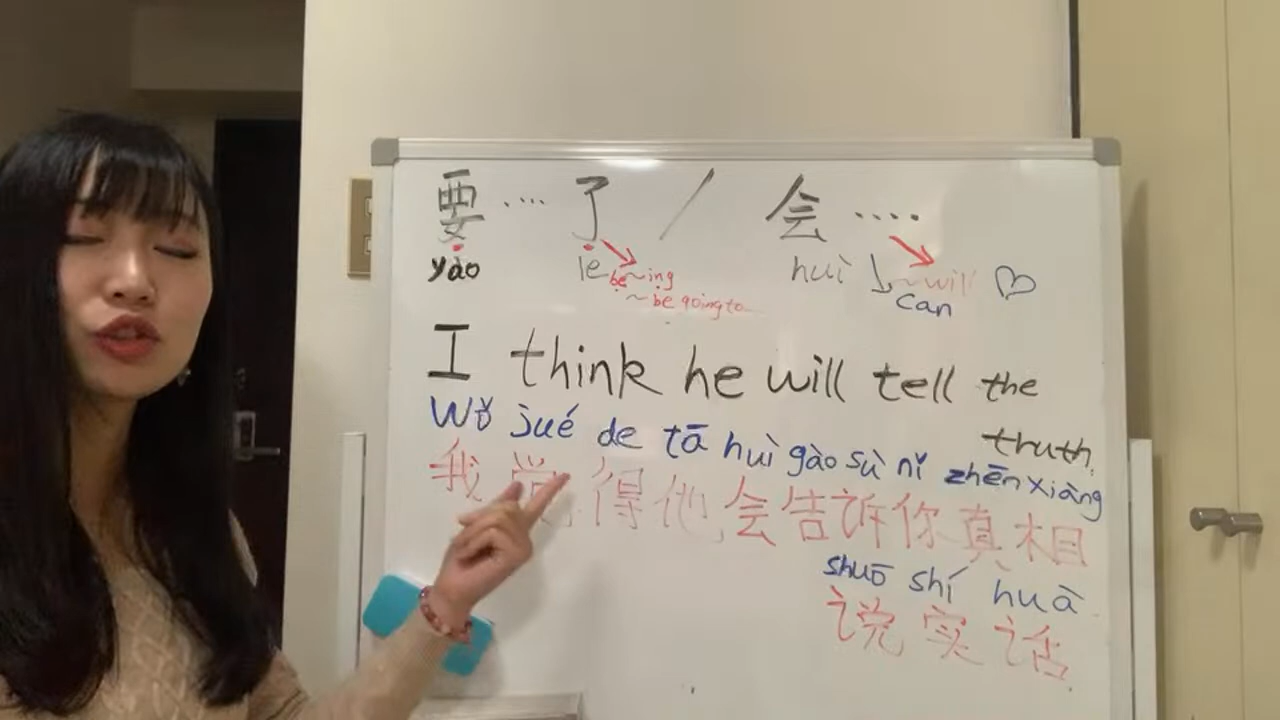 要....了 / 会....
yào le huì
be~ing ~will
~be going to... can
I think he will tell the
truth.
Wǒ jué de tā huì gào sù nǐ zhēn xiàng
我觉得他会告诉你真相
shuō shí huà
说实话